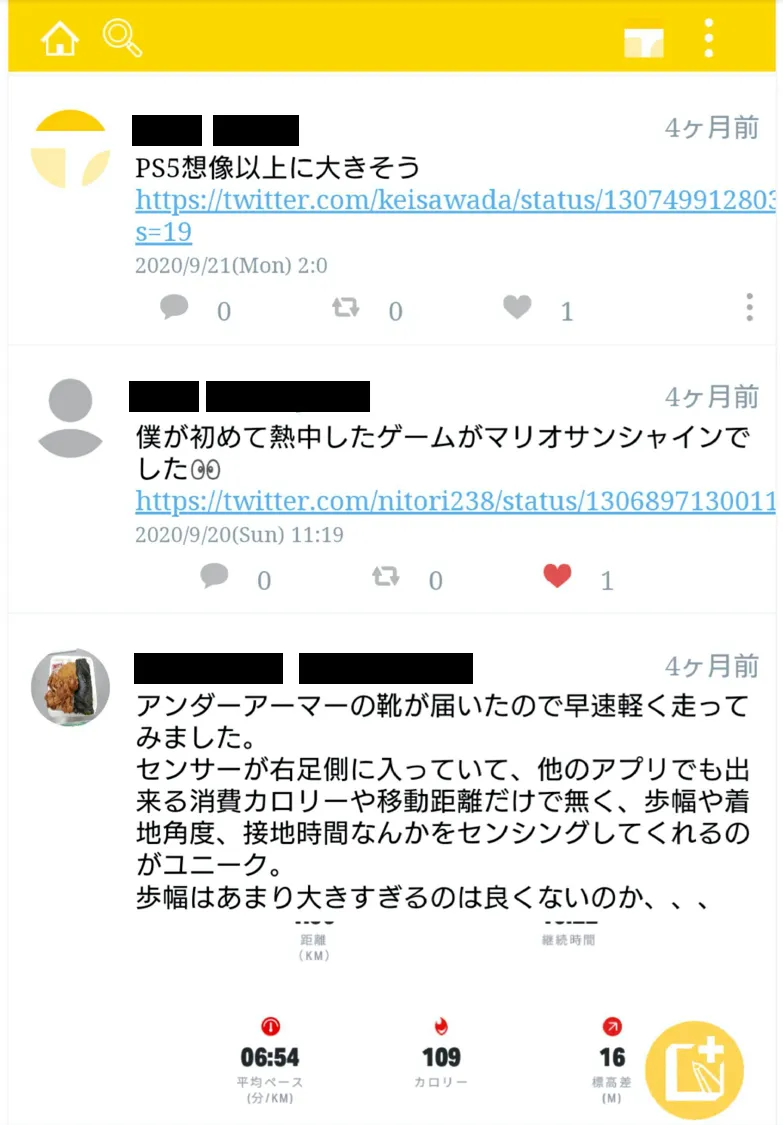 4ヶ月前
PS5想像以上に大きそう
https://twitter.com/keisawada/status/130749912803
s=19
2020/9/21(Mon) 2:0
0 0 1
4ヶ月前
僕が初めて熱中したゲームがマリオサンシャインで
した👀
https://twitter.com/nitori238/status/1306897130011
2020/9/20(Sun) 11:19
0 0 1
4ヶ月前
アンダーアーマーの靴が届いたので早速軽く走って
みました。
センサーが右足側に入っていて、他のアプリでも出
来る消費カロリーや移動距離だけで無く、歩幅や着
地角度、接地時間なんかをセンシングしてくれるの
がユニーク。
歩幅はあまり大きすぎるのは良くないのか、、、
距離 継続時間
(KM)
06:54 109 16
平均ペース カロリー 標高差
(分/KM) (M)